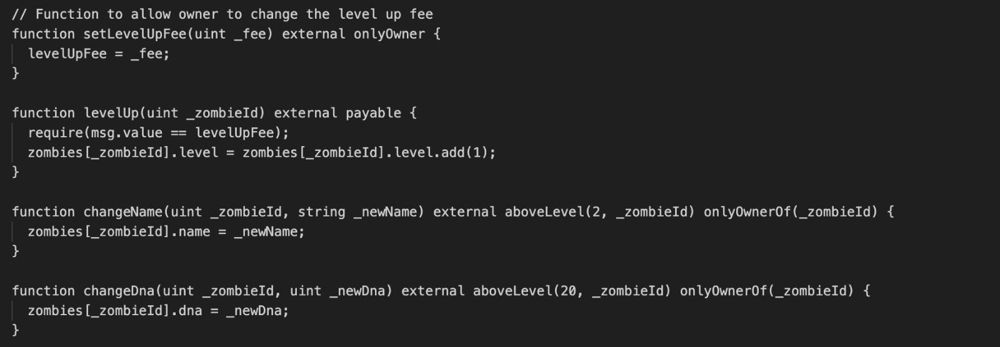 // Function to allow owner to change the level up fee
function setLevelUpFee(uint _fee) external onlyOwner {
  levelUpFee = _fee;
}

function levelUp(uint _zombieId) external payable {
  require(msg.value == levelUpFee);
  zombies[_zombieId].level = zombies[_zombieId].level.add(1);
}

function changeName(uint _zombieId, string _newName) external aboveLevel(2, _zombieId) onlyOwnerOf(_zombieId) {
  zombies[_zombieId].name = _newName;
}

function changeDna(uint _zombieId, uint _newDna) external aboveLevel(20, _zombieId) onlyOwnerOf(_zombieId) {
  zombies[_zombieId].dna = _newDna;
}